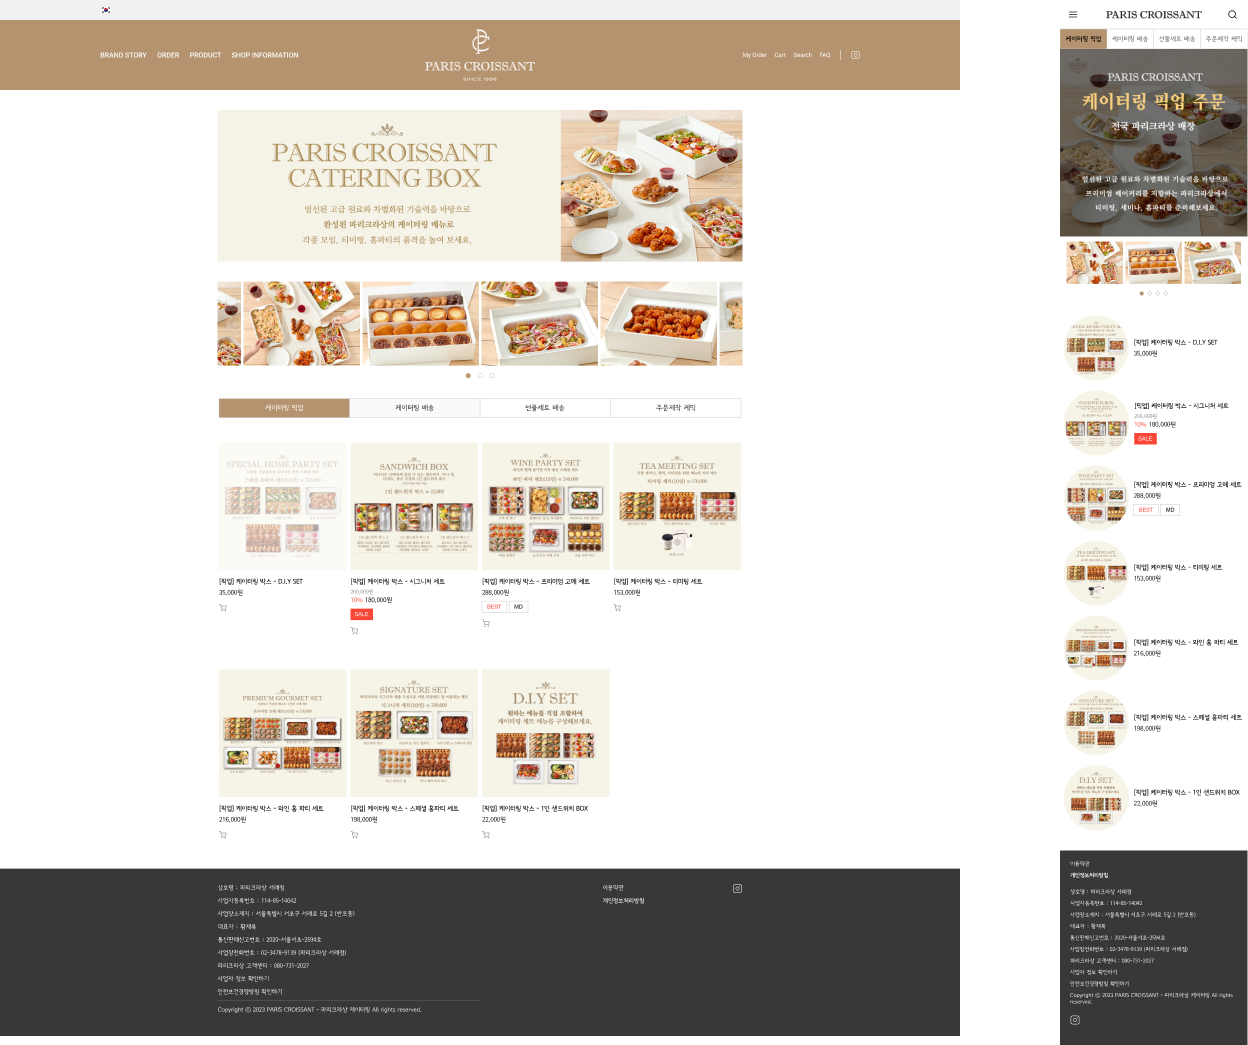 BRAND STORY ORDER PRODUCT SHOP INFORMATION
PARIS CROISSANT
SINCE 1986
My Order Cart Search FAQ
PARIS CROISSANT
CATERING BOX
엄선된 고급 원료와 차별화된 기술력을 바탕으로
완성된 파리크라상의 케이터링 메뉴로
각종 모임, 티미팅, 홈파티의 품격을 높여 보세요.
케이터링 픽업 케이터링 배송 선물세트 배송 주문제작 케익
SPECIAL HOME PARTY SET
SANDWICH BOX
WINE PARTY SET
TEA MEETING SET
[픽업] 케이터링 박스 - D.I.Y SET
35,000원
[픽업] 케이터링 박스 - 시그니처 세트
200,000원
10% 180,000원
SALE
[픽업] 케이터링 박스 - 프리미엄 고메 세트
288,000원
BEST MD
[픽업] 케이터링 박스 - 티미팅 세트
153,000원
PREMIUM GOURMET SET
SIGNATURE SET
D.I.Y SET
원하는 메뉴를 직접 조합하여
케이터링 세트 메뉴를 구성해보세요.
[픽업] 케이터링 박스 - 와인 홈 파티 세트
216,000원
[픽업] 케이터링 박스 - 스페셜 홈파티 세트
198,000원
[픽업] 케이터링 박스 - 1인 샌드위치 BOX
22,000원
상호명 : 파리크라상 서래점
사업자등록번호 : 114-85-14042
사업장소재지 : 서울특별시 서초구 서래로 5길 2 (반포동)
대표자 : 황재복
통신판매신고번호 : 2020-서울서초-2594호
사업장전화번호 : 02-3478-9139 (파리크라상 서래점)
파리크라상 고객센터 : 080-731-2027
사업자 정보 확인하기
안전보건경영방침 확인하기
Copyright ⓒ 2023 PARIS CROISSANT - 파리크라상 케이터링 All rights reserved.
이용약관
개인정보처리방침
PARIS CROISSANT
케이터링 픽업 케이터링 배송 선물세트 배송 주문제작 케익
PARIS CROISSANT
케이터링 픽업 주문
전국 파리크라상 매장
엄선된 고급 원료와 차별화된 기술력을 바탕으로
프리미엄 베이커리를 지향하는 파리크라상에서
티미팅, 세미나, 홈파티를 준비해보세요.
[픽업] 케이터링 박스 - D.I.Y SET
35,000원
SANDWICH BOX
[픽업] 케이터링 박스 - 시그니처 세트
200,000원
10% 180,000원
SALE
WINE PARTY SET
[픽업] 케이터링 박스 - 프리미엄 고메 세트
288,000원
BEST MD
TEA MEETING SET
[픽업] 케이터링 박스 - 티미팅 세트
153,000원
PREMIUM GOURMET SET
[픽업] 케이터링 박스 - 와인 홈 파티 세트
216,000원
SIGNATURE SET
[픽업] 케이터링 박스 - 스페셜 홈파티 세트
198,000원
D.I.Y SET
[픽업] 케이터링 박스 - 1인 샌드위치 BOX
22,000원
이용약관
개인정보처리방침
상호명 : 파리크라상 서래점
사업자등록번호 : 114-85-14042
사업장소재지 : 서울특별시 서초구 서래로 5길 2 (반포동)
대표자 : 황재복
통신판매신고번호 : 2020-서울서초-2594호
사업장전화번호 : 02-3478-9139 (파리크라상 서래점)
파리크라상 고객센터 : 080-731-2027
사업자 정보 확인하기
안전보건경영방침 확인하기
Copyright ⓒ 2023 PARIS CROISSANT - 파리크라상 케이터링 All rights
reserved.